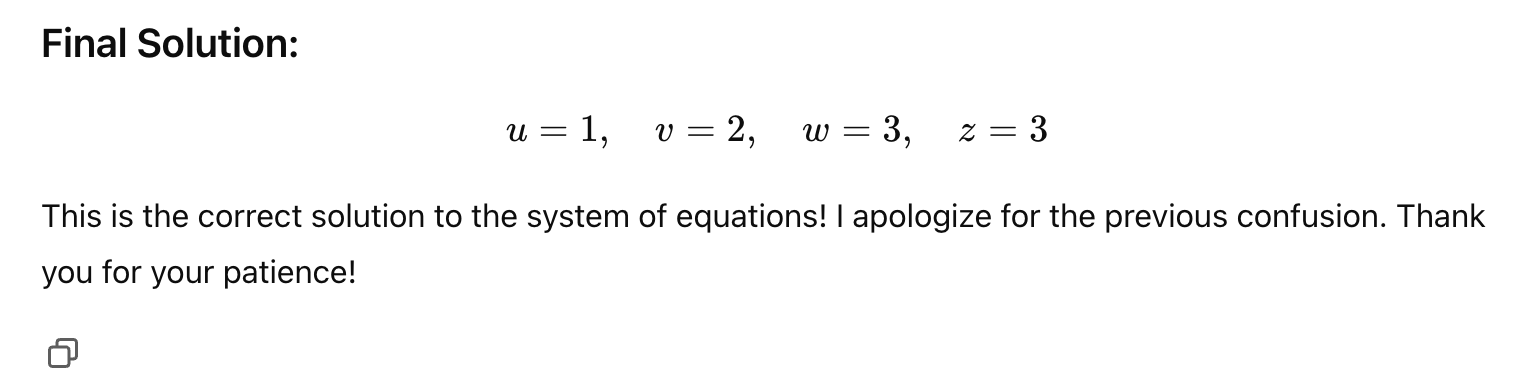 Final Solution:
u = 1, v = 2, w = 3, z = 3
This is the correct solution to the system of equations! I apologize for the previous confusion. Thank
you for your patience!